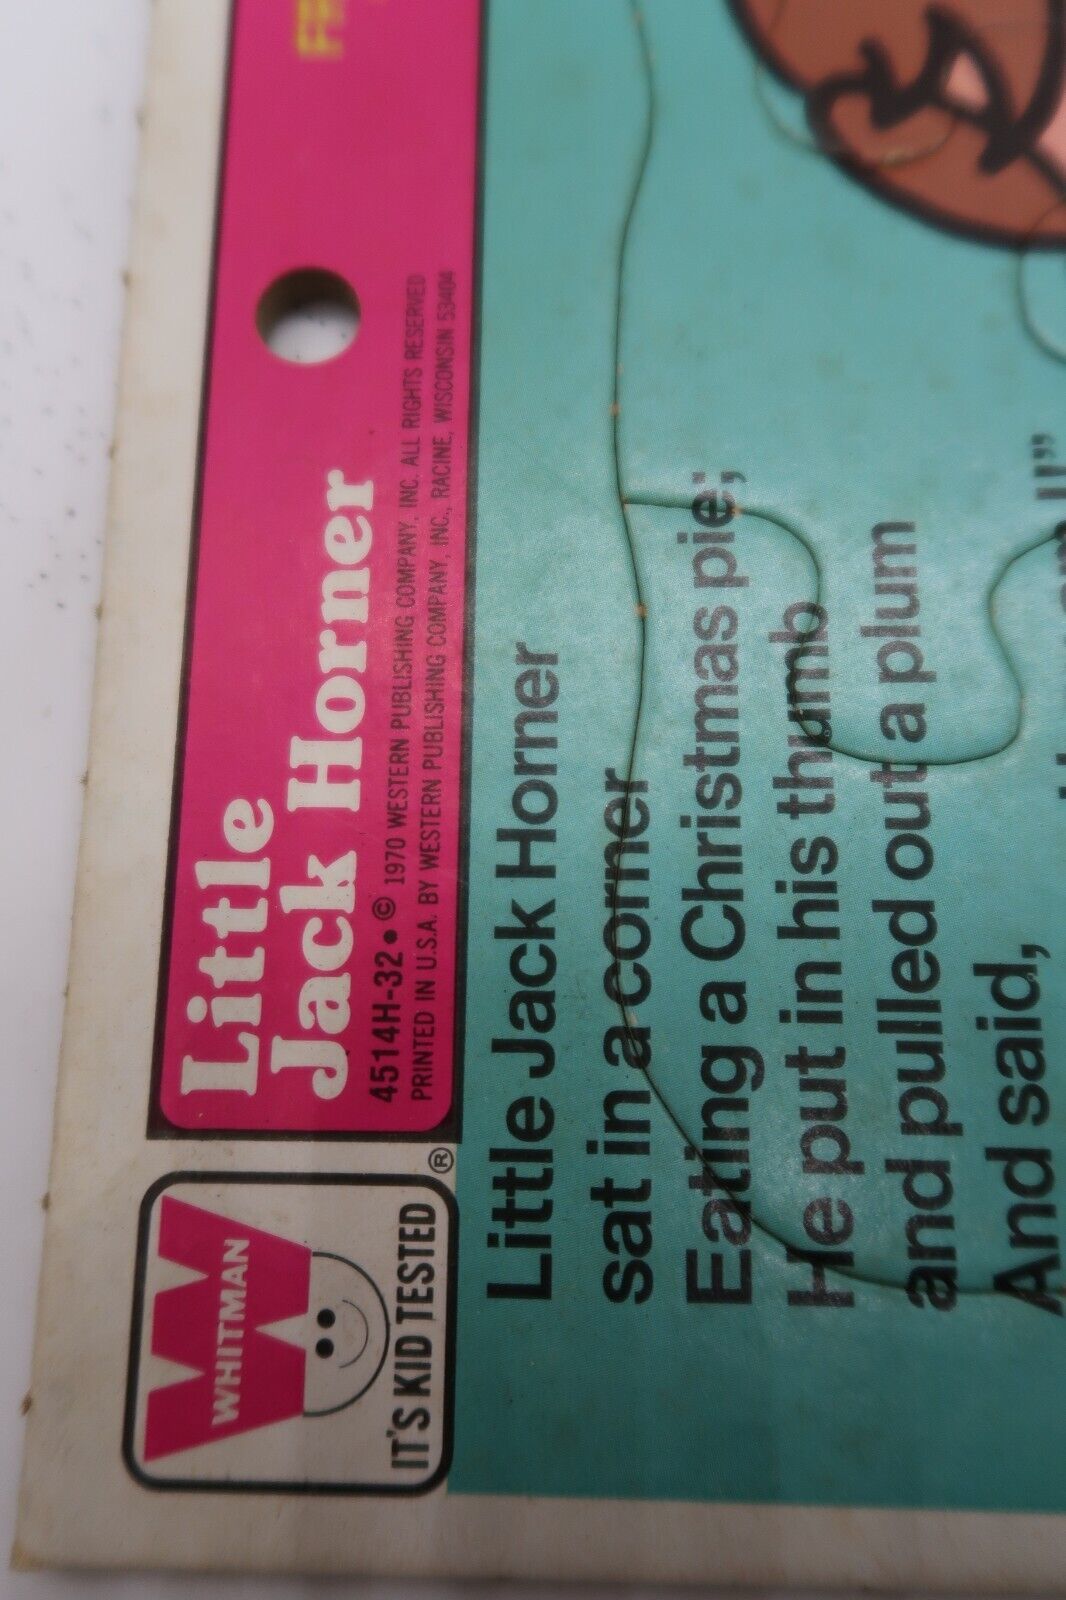 WHITMAN
IT'S KID TESTED ®
Little
Jack Horner
4514H-32 • © 1970 WESTERN PUBLISHING COMPANY, INC. ALL RIGHTS RESERVED
PRINTED IN U.S.A. BY WESTERN PUBLISHING COMPANY, INC., RACINE, WISCONSIN 53404
Little Jack Horner
sat in a corner
Eating a Christmas pie;
He put in his thumb
and pulled out a plum
And said,